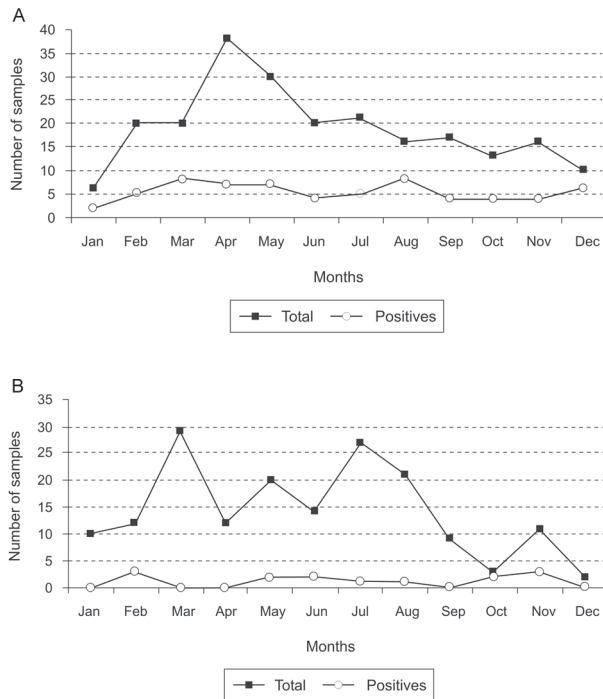 A
40
35
30
25
20
15
10
5
0
Number of samples
Jan Feb Mar Apr May Jun Jul Aug Sep Oct Nov Dec
Months
Total Positives
B
35
30
25
20
15
10
5
0
Number of samples
Jan Feb Mar Apr May Jun Jul Aug Sep Oct Nov Dec
Months
Total Positives